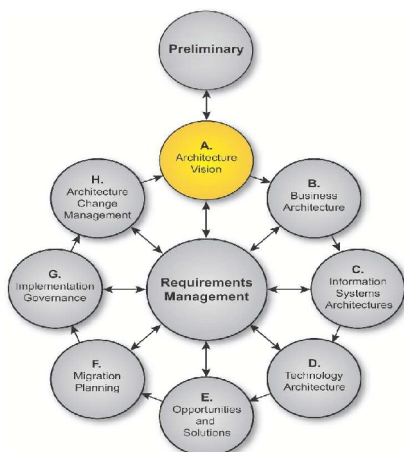 Preliminary
A.
Architecture
Vision
B.
Business
Architecture
C.
Information
Systems
Architectures
D.
Technology
Architecture
E.
Opportunities
and
Solutions
F.
Migration
Planning
G.
Implementation
Governance
H.
Architecture
Change
Management
Requirements
Management